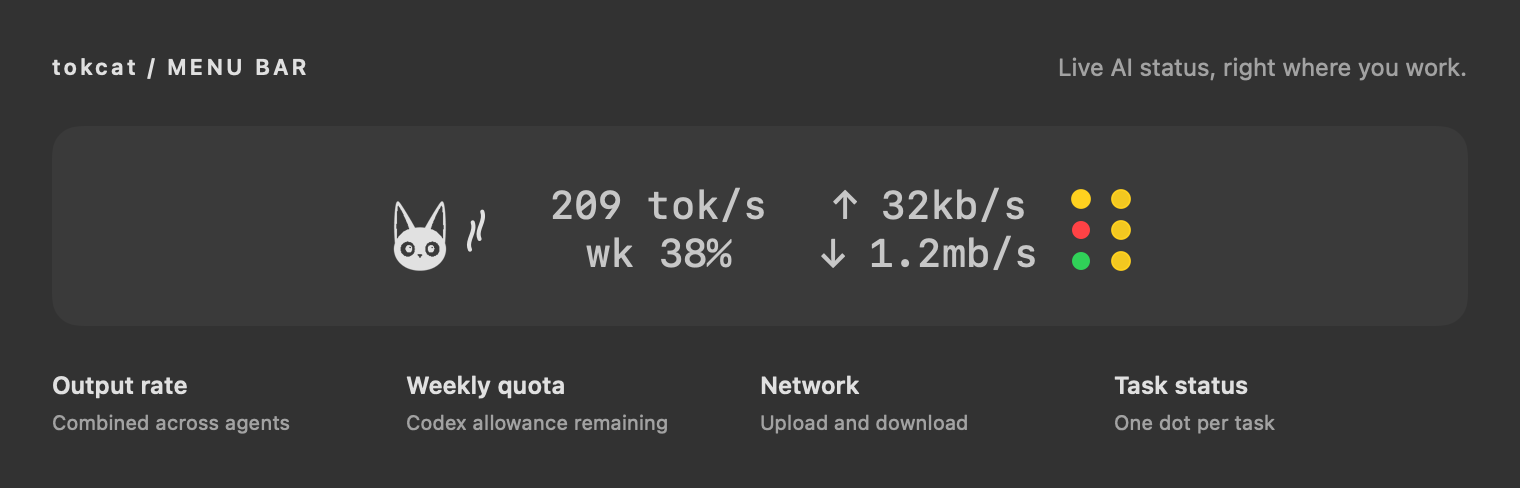 tokcat / MENU BAR
Live AI status, right where you work.
209 tok/s
wk 38%
↑ 32kb/s
↓ 1.2mb/s
Output rate
Combined across agents
Weekly quota
Codex allowance remaining
Network
Upload and download
Task status
One dot per task